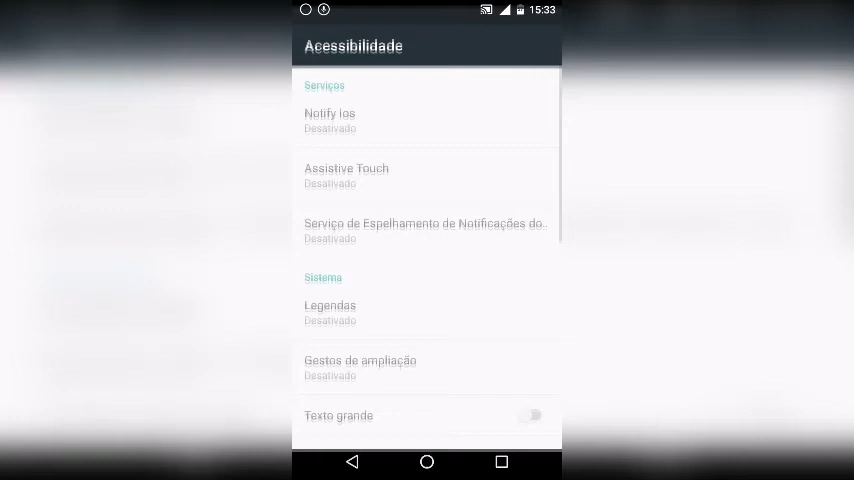 15:33
Acessibilidade
Serviços
Notify Ios
Desativado
Assistive Touch
Desativado
Serviço de Espelhamento de Notificações do..
Desativado
Sistema
Legendas
Desativado
Gestos de ampliação
Desativado
Texto grande